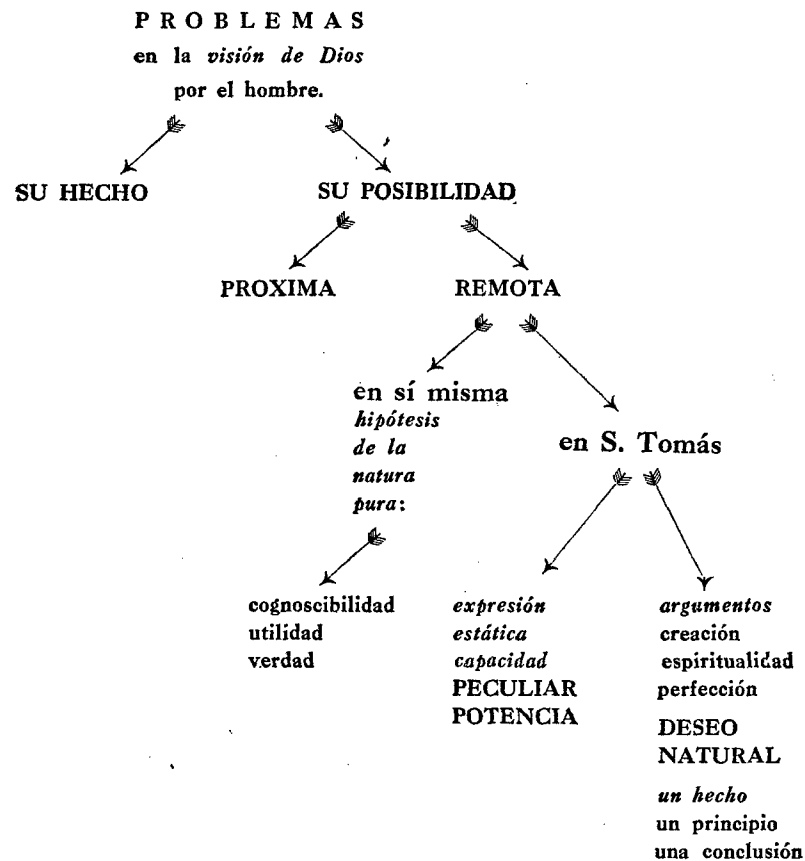 PROBLEMAS
en la visión de Dios
por el hombre.
SU HECHO
SU POSIBILIDAD
PROXIMA
REMOTA
en sí misma
hipótesis
de la
natura
pura:
en S. Tomás
cognoscibilidad
utilidad
verdad
expresión
estática
capacidad
PECULIAR
POTENCIA
argumentos
creación
espiritualidad
perfección
DESEO
NATURAL
un hecho
un principio
una conclusión